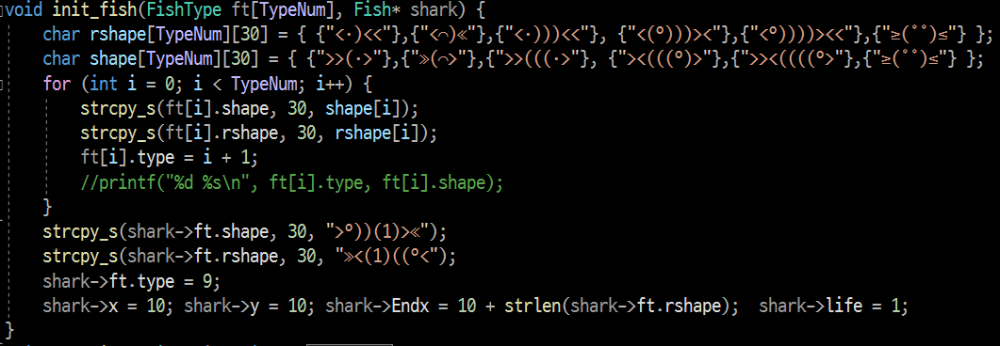 void init_fish(FishType ft[TypeNum], Fish* shark) {
    char rshape[TypeNum][30] = { {"<·)<<"},{"<⌒)≪"},{"<·)))<<"}, {"<(º)))><"},{"<º))))><<"},{"≥(˚˚)≤"} };
    char shape[TypeNum][30] = { {">>(·>"},{"≫(⌒>"},{">>(((·>"}, {"><(((º)>"},{">><((((º>"},{"≥(˚˚)≤"} };
    for (int i = 0; i < TypeNum; i++) {
        strcpy_s(ft[i].shape, 30, shape[i]);
        strcpy_s(ft[i].rshape, 30, rshape[i]);
        ft[i].type = i + 1;
        //printf("%d %s\n", ft[i].type, ft[i].shape);
    }
    strcpy_s(shark->ft.shape, 30, ">º))(1)>≪");
    strcpy_s(shark->ft.rshape, 30, "≫<(1)((º<");
    shark->ft.type = 9;
    shark->x = 10; shark->y = 10; shark->Endx = 10 + strlen(shark->ft.rshape);  shark->life = 1;
}